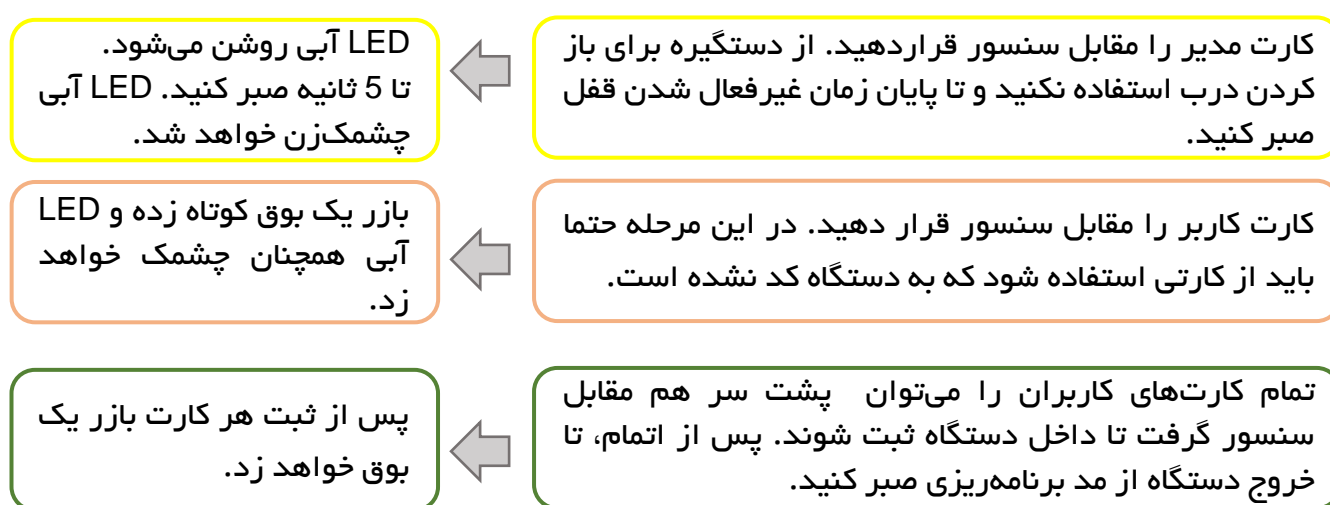 کارت مدیر را مقابل سنسور قراردهید. از دستگیره برای باز
کردن درب استفاده نکنید و تا پایان زمان غیرفعال شدن قفل
صبر کنید.
LED آبی روشن می‌شود.
تا 5 ثانیه صبر کنید. LED آبی
چشمک‌زن خواهد شد.
کارت کاربر را مقابل سنسور قرار دهید. در این مرحله حتما
باید از کارتی استفاده شود که به دستگاه کد نشده است.
بازر یک بوق کوتاه زده و LED
آبی همچنان چشمک خواهد
زد.
تمام کارت‌های کاربران را می‌توان پشت سر هم مقابل
سنسور گرفت تا داخل دستگاه ثبت شوند. پس از اتمام، تا
خروج دستگاه از مد برنامه‌ریزی صبر کنید.
پس از ثبت هر کارت بازر یک
بوق خواهد زد.